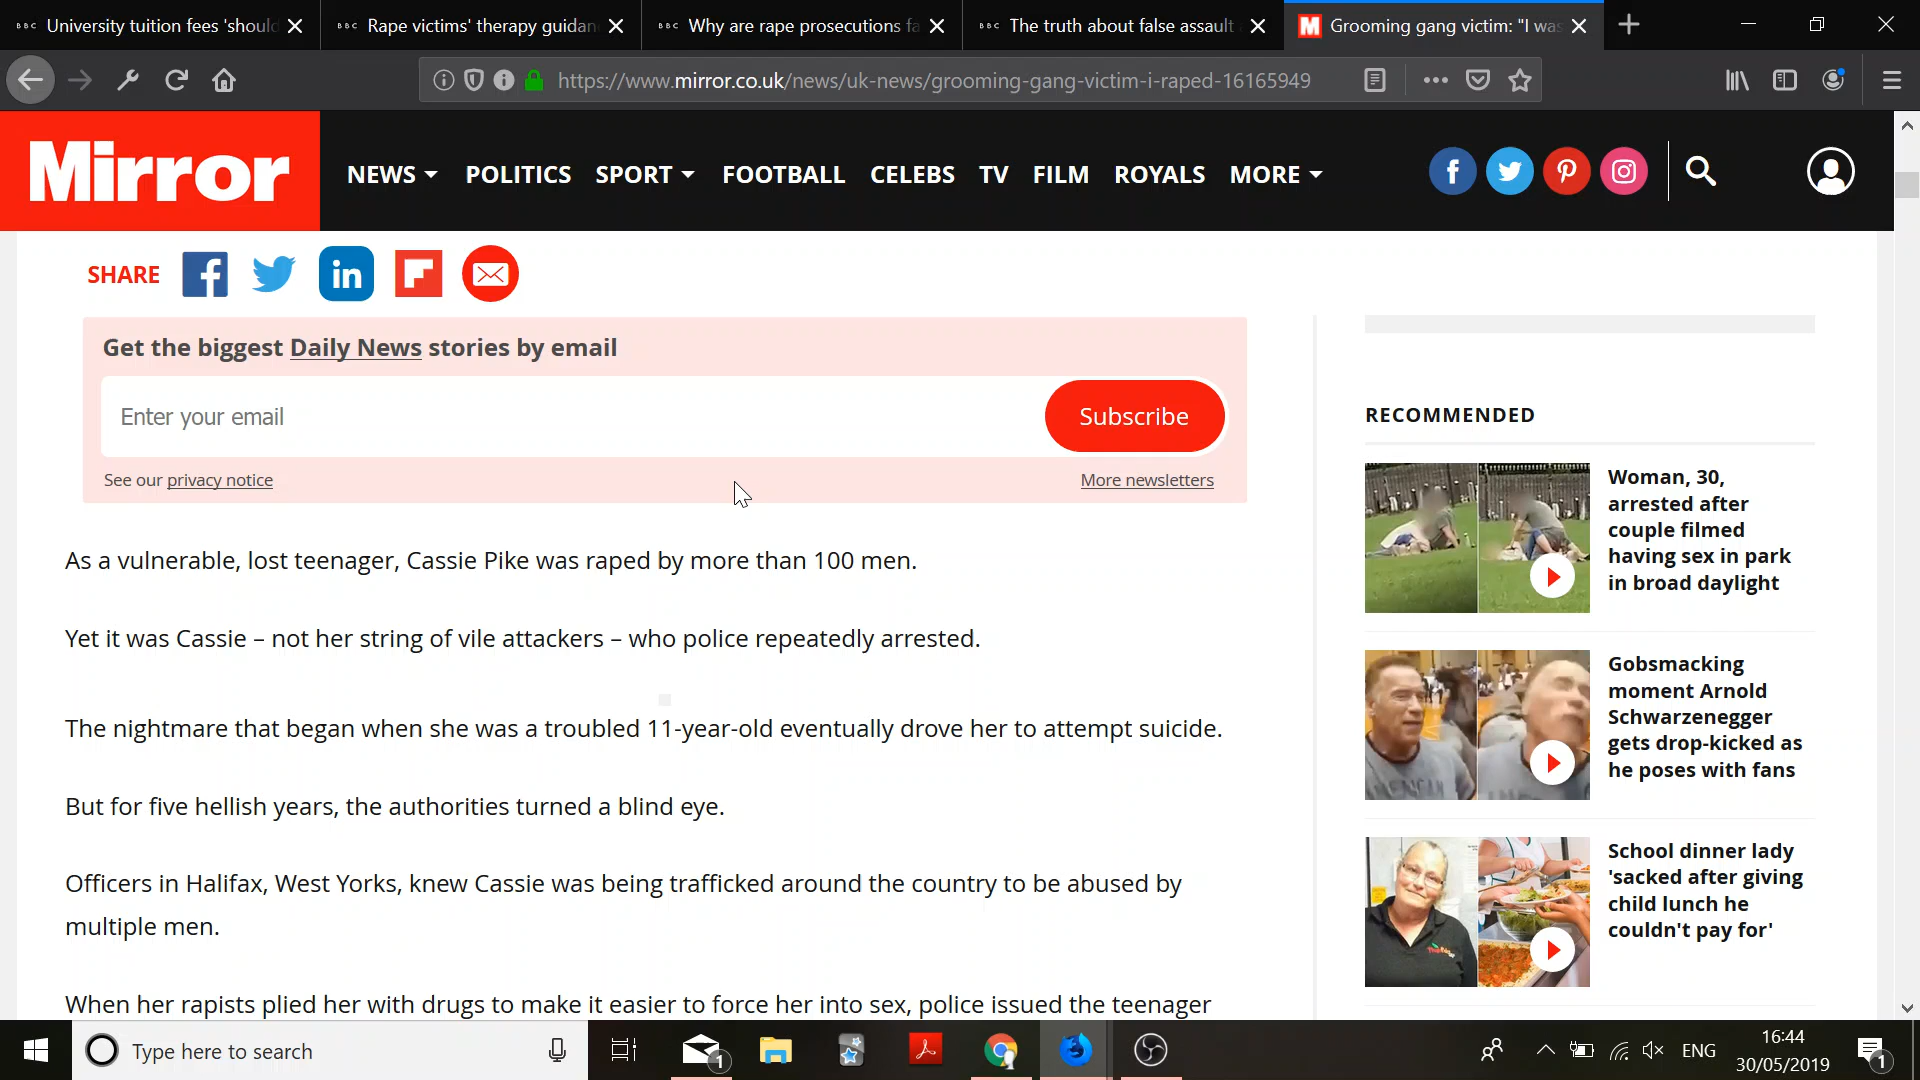 University tuition fees 'should
Rape victims' therapy guidan
Why are rape prosecutions fa
The truth about false assault
Grooming gang victim: "I was
https://www.mirror.co.uk/news/uk-news/grooming-gang-victim-i-raped-16165949
Mirror
NEWS
POLITICS
SPORT
FOOTBALL
CELEBS
TV
FILM
ROYALS
MORE
SHARE
Get the biggest Daily News stories by email
Enter your email
Subscribe
See our privacy notice
More newsletters
As a vulnerable, lost teenager, Cassie Pike was raped by more than 100 men.
Yet it was Cassie – not her string of vile attackers – who police repeatedly arrested.
The nightmare that began when she was a troubled 11-year-old eventually drove her to attempt suicide.
But for five hellish years, the authorities turned a blind eye.
Officers in Halifax, West Yorks, knew Cassie was being trafficked around the country to be abused by
multiple men.
When her rapists plied her with drugs to make it easier to force her into sex, police issued the teenager
RECOMMENDED
Woman, 30,
arrested after
couple filmed
having sex in park
in broad daylight
Gobsmacking
moment Arnold
Schwarzenegger
gets drop-kicked as
he poses with fans
School dinner lady
'sacked after giving
child lunch he
couldn't pay for'
Type here to search
1
ENG
16:44
30/05/2019
1